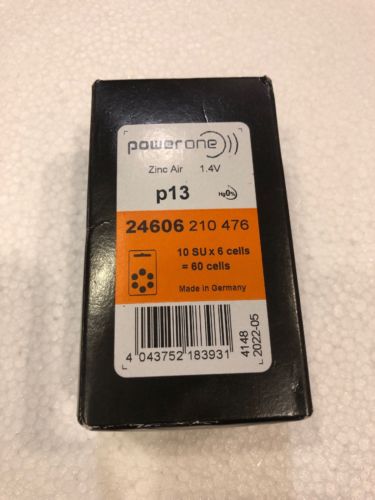 powerone
Zinc Air 1.4V
p13
Hg0%
24606 210 476
10 SU x 6 cells
= 60 cells
Made in Germany
4 043752 183931
4148
2022-05